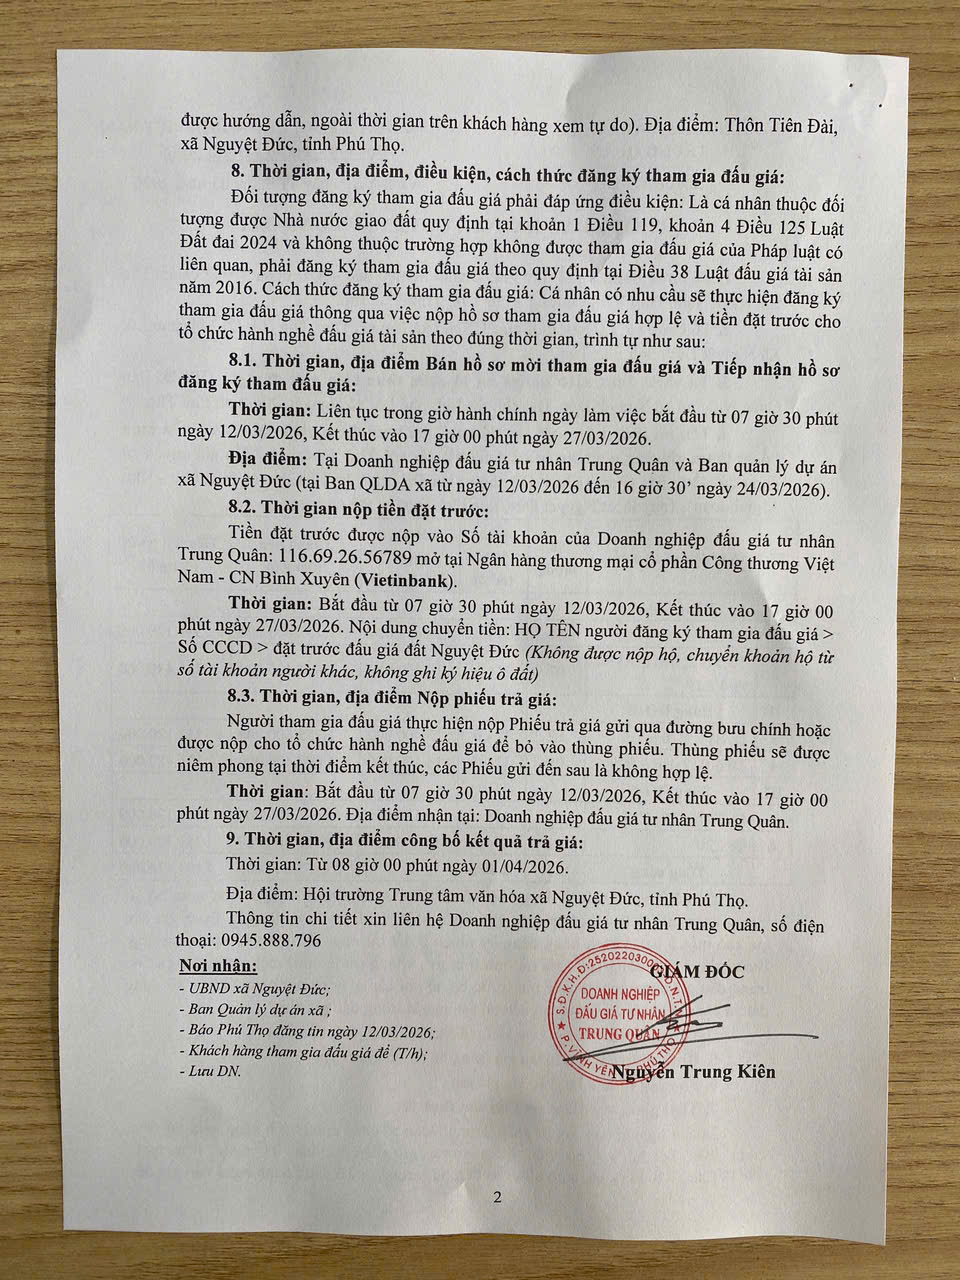 được hướng dẫn, ngoài thời gian trên khách hàng xem tự do). Địa điểm: Thôn Tiên Đài,
xã Nguyệt Đức, tỉnh Phú Thọ.
8. Thời gian, địa điểm, điều kiện, cách thức đăng ký tham gia đấu giá:
Đối tượng đăng ký tham gia đấu giá phải đáp ứng điều kiện: Là cá nhân thuộc đối
tượng được Nhà nước giao đất quy định tại khoản 1 Điều 119, khoản 4 Điều 125 Luật
Đất đai 2024 và không thuộc trường hợp không được tham gia đấu giá của Pháp luật có
liên quan, phải đăng ký tham gia đấu giá theo quy định tại Điều 38 Luật đấu giá tài sản
năm 2016. Cách thức đăng ký tham gia đấu giá: Cá nhân có nhu cầu sẽ thực hiện đăng ký
tham gia đấu giá thông qua việc nộp hồ sơ tham gia đấu giá hợp lệ và tiền đặt trước cho
tổ chức hành nghề đấu giá tài sản theo đúng thời gian, trình tự như sau:
8.1. Thời gian, địa điểm Bán hồ sơ mời tham gia đấu giá và Tiếp nhận hồ sơ
đăng ký tham đấu giá:
Thời gian: Liên tục trong giờ hành chính ngày làm việc bắt đầu từ 07 giờ 30 phút
ngày 12/03/2026, Kết thúc vào 17 giờ 00 phút ngày 27/03/2026.
Địa điểm: Tại Doanh nghiệp đấu giá tư nhân Trung Quân và Ban quản lý dự án
xã Nguyệt Đức (tại Ban QLDA xã từ ngày 12/03/2026 đến 16 giờ 30’ ngày 24/03/2026).
8.2. Thời gian nộp tiền đặt trước:
Tiền đặt trước được nộp vào Số tài khoản của Doanh nghiệp đấu giá tư nhân
Trung Quân: 116.69.26.56789 mở tại Ngân hàng thương mại cổ phần Công thương Việt
Nam - CN Bình Xuyên (Vietinbank).
Thời gian: Bắt đầu từ 07 giờ 30 phút ngày 12/03/2026, Kết thúc vào 17 giờ 00
phút ngày 27/03/2026. Nội dung chuyển tiền: HỌ TÊN người đăng ký tham gia đấu giá >
Số CCCD > đặt trước đấu giá đất Nguyệt Đức (Không được nộp hộ, chuyển khoản hộ từ
số tài khoản người khác, không ghi ký hiệu ô đất)
8.3. Thời gian, địa điểm Nộp phiếu trả giá:
Người tham gia đấu giá thực hiện nộp Phiếu trả giá gửi qua đường bưu chính hoặc
được nộp cho tổ chức hành nghề đấu giá để bỏ vào thùng phiếu. Thùng phiếu sẽ được
niêm phong tại thời điểm kết thúc, các Phiếu gửi đến sau là không hợp lệ.
Thời gian: Bắt đầu từ 07 giờ 30 phút ngày 12/03/2026, Kết thúc vào 17 giờ 00
phút ngày 27/03/2026. Địa điểm nhận tại: Doanh nghiệp đấu giá tư nhân Trung Quân.
9. Thời gian, địa điểm công bố kết quả trả giá:
Thời gian: Từ 08 giờ 00 phút ngày 01/04/2026.
Địa điểm: Hội trường Trung tâm văn hóa xã Nguyệt Đức, tỉnh Phú Thọ.
Thông tin chi tiết xin liên hệ Doanh nghiệp đấu giá tư nhân Trung Quân, số điện
thoại: 0945.888.796
Nơi nhận:
- UBND xã Nguyệt Đức;
- Ban Quản lý dự án xã ;
- Báo Phú Thọ đăng tin ngày 12/03/2026;
- Khách hàng tham gia đấu giá để (T/h);
- Lưu DN.
GIÁM ĐỐC
DOANH NGHIỆP
ĐẤU GIÁ TƯ NHÂN
TRUNG QUÂN
Nguyễn Trung Kiên
2